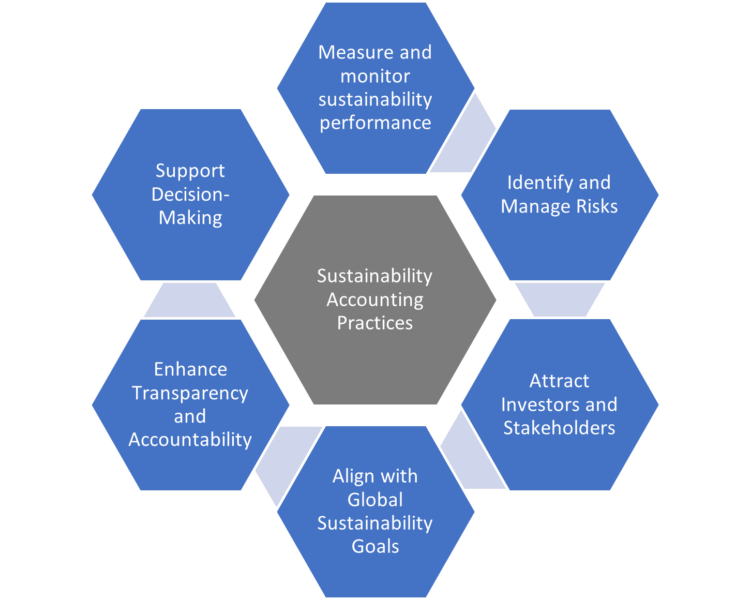 Measure and
monitor
sustainability
performance
Identify and
Manage Risks
Attract
Investors and
Stakeholders
Align with
Global
Sustainability
Goals
Enhance
Transparency
and
Accountability
Support
Decision-
Making
Sustainability
Accounting
Practices